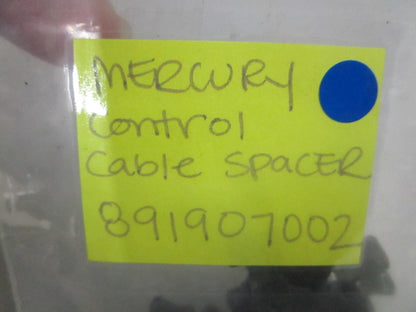 MERCURY
control
Cable SPACER
891907002